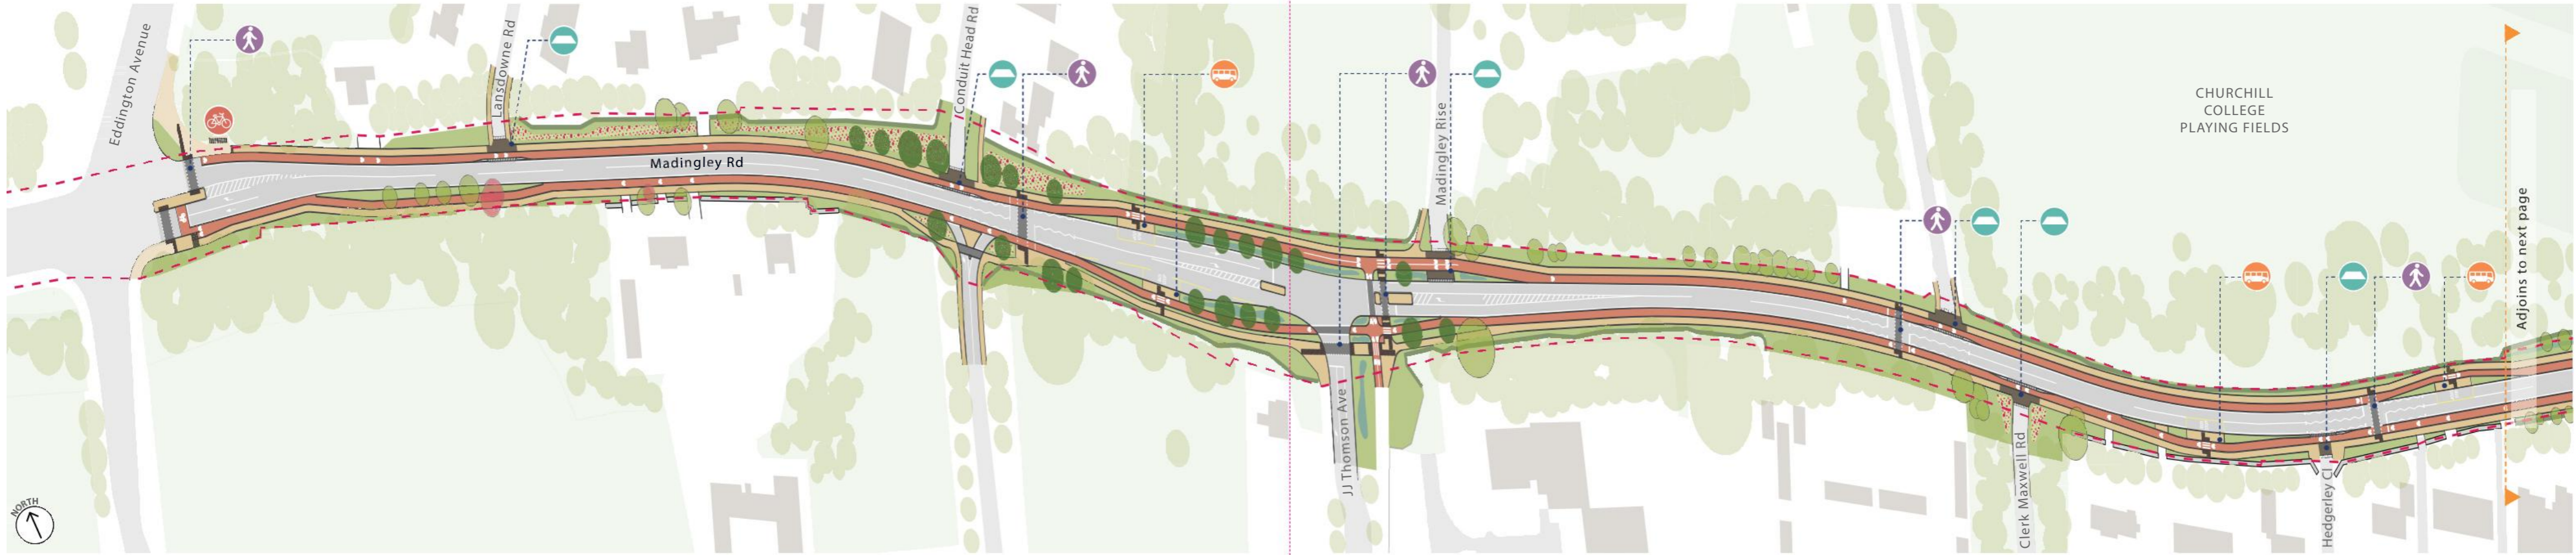 Eddington Avenue
Lansdowne Rd
Madingley Rd
Conduit Head Rd
Madingley Rise
JJ Thomson Ave
Clerk Maxwell Rd
CHURCHILL
COLLEGE
PLAYING FIELDS
Hedgerley Cl
Adjoins to next page
NORTH